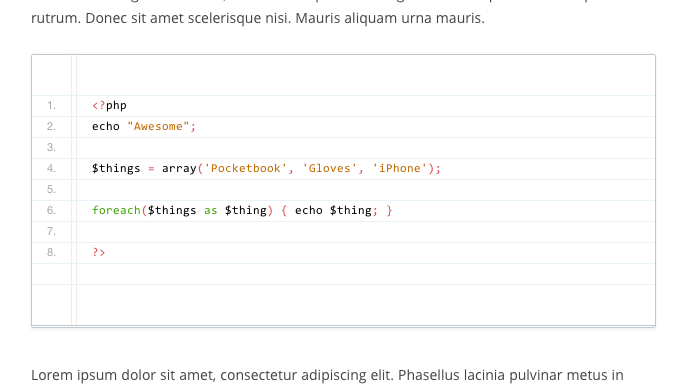 rutrum. Donec sit amet scelerisque nisi. Mauris aliquam urna mauris.
1. <?php
2. echo "Awesome";
3.
4. $things = array('Pocketbook', 'Gloves', 'iPhone');
5.
6. foreach($things as $thing) { echo $thing; }
7.
8. ?>
Lorem ipsum dolor sit amet, consectetur adipiscing elit. Phasellus lacinia pulvinar metus in